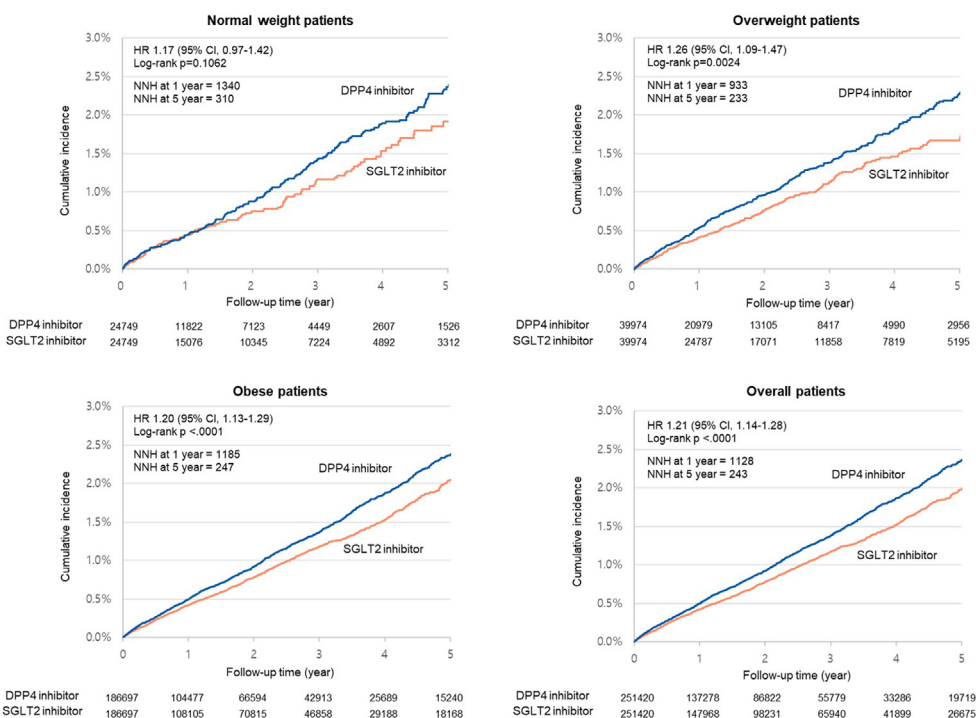 Normal weight patients
3.0%
2.5%
2.0%
1.5%
1.0%
0.5%
0.0%
Cumulative incidence
HR 1.17 (95% CI, 0.97-1.42)
Log-rank p=0.1062
NNH at 1 year = 1340
NNH at 5 year = 310
DPP4 inhibitor
SGLT2 inhibitor
0 1 2 3 4 5
Follow-up time (year)
DPP4 inhibitor 24749 11822 7123 4449 2607 1526
SGLT2 inhibitor 24749 15076 10345 7224 4892 3312
Overweight patients
3.0%
2.5%
2.0%
1.5%
1.0%
0.5%
0.0%
Cumulative incidence
HR 1.26 (95% CI, 1.09-1.47)
Log-rank p=0.0024
NNH at 1 year = 933
NNH at 5 year = 233
DPP4 inhibitor
SGLT2 inhibitor
0 1 2 3 4 5
Follow-up time (year)
DPP4 inhibitor 39974 20979 13105 8417 4990 2956
SGLT2 inhibitor 39974 24787 17071 11858 7819 5195
Obese patients
3.0%
2.5%
2.0%
1.5%
1.0%
0.5%
0.0%
Cumulative incidence
HR 1.20 (95% CI, 1.13-1.29)
Log-rank p <.0001
NNH at 1 year = 1185
NNH at 5 year = 247
DPP4 inhibitor
SGLT2 inhibitor
0 1 2 3 4 5
Follow-up time (year)
DPP4 inhibitor 186697 104477 66594 42913 25689 15240
SGLT2 inhibitor 186697 108105 70815 46858 29188 18168
Overall patients
3.0%
2.5%
2.0%
1.5%
1.0%
0.5%
0.0%
Cumulative incidence
HR 1.21 (95% CI, 1.14-1.28)
Log-rank p <.0001
NNH at 1 year = 1128
NNH at 5 year = 243
DPP4 inhibitor
SGLT2 inhibitor
0 1 2 3 4 5
Follow-up time (year)
DPP4 inhibitor 251420 137278 86822 55779 33286 19719
SGLT2 inhibitor 251420 147968 98231 65940 41899 26675